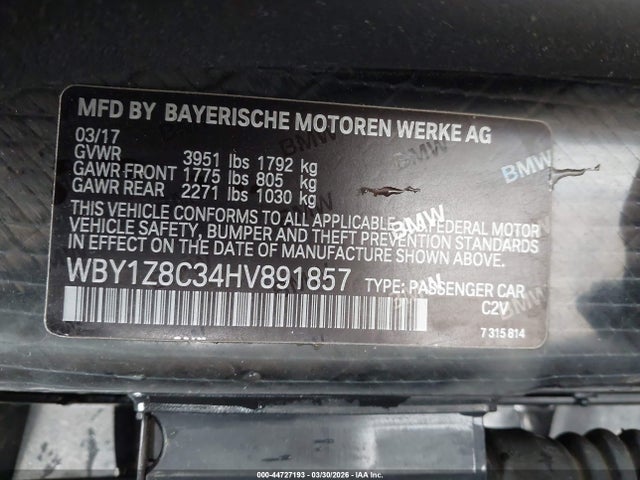 MFD BY BAYERISCHE MOTOREN WERKE AG
03/17
GVWR 3951 lbs 1792 kg
GAWR FRONT 1775 lbs 805 kg
GAWR REAR 2271 lbs 1030 kg
THIS VEHICLE CONFORMS TO ALL APPLICABLE FEDERAL MOTOR
VEHICLE SAFETY, BUMPER AND THEFT PREVENTION STANDARDS
IN EFFECT ON THE DATE OF MANUFACTURE SHOWN ABOVE.
WBY1Z8C34HV891857 TYPE: PASSENGER CAR
C2V
7 315 814
BMW
BMW
BMW
000-44727193 - 03/30/2026 - IAA Inc.